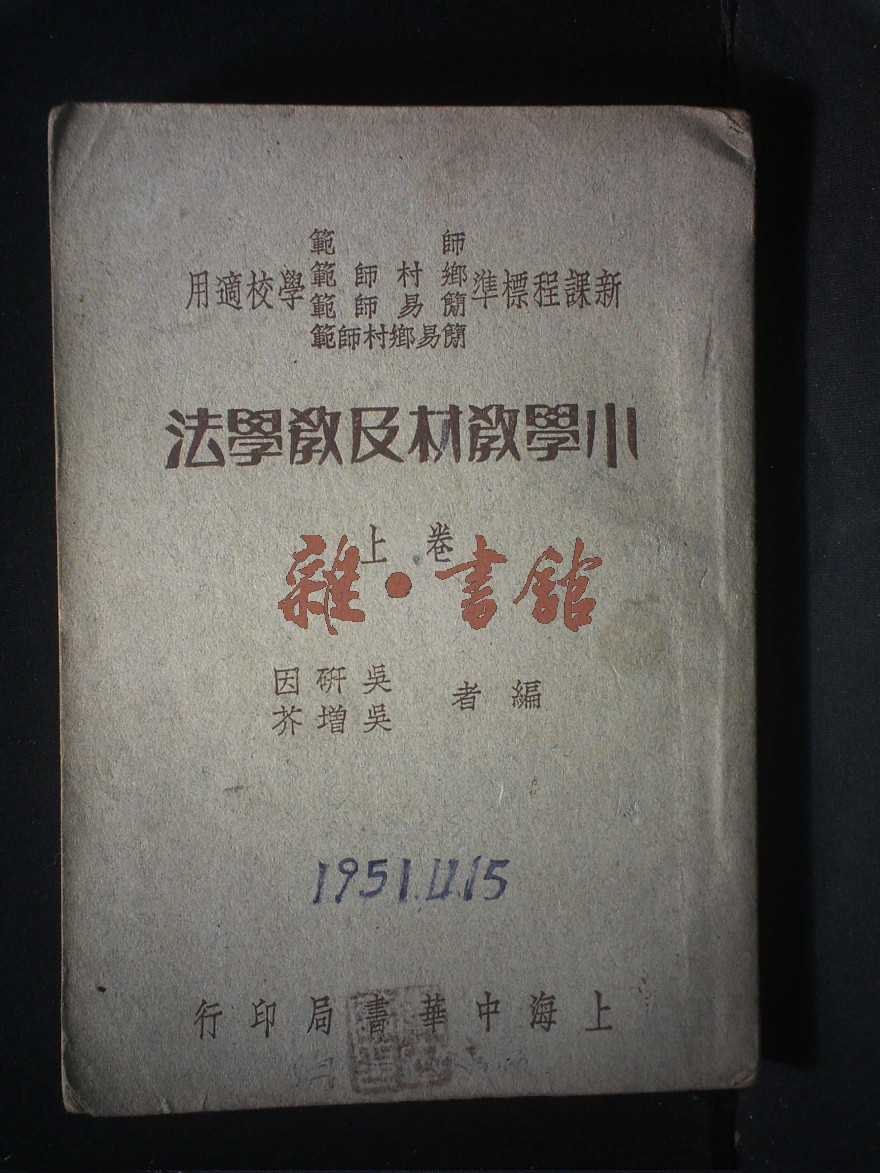 新課程標準
師範
鄉村師範
簡易師範
簡易鄉村師範
學校適用
小學教材及教學法
卷上
雜·書館
編者
吳研因
吳增芥
1951.11.15
上海中華書局印行